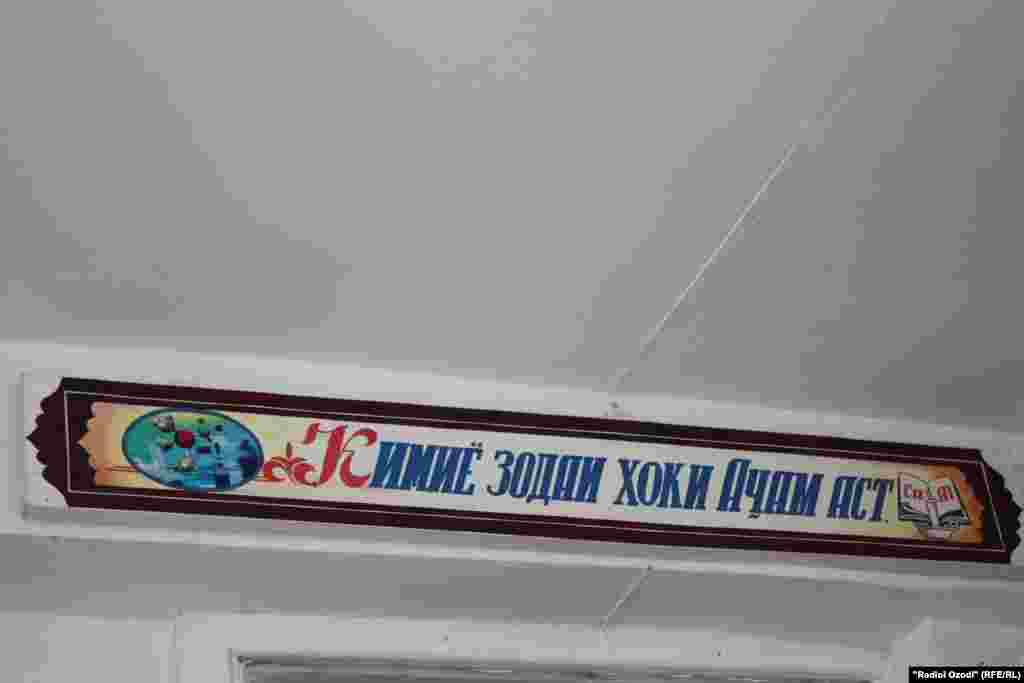 Кимиё зодаи хоки Аҷам аст.
"Radioi Ozodi" (RFE/RL)